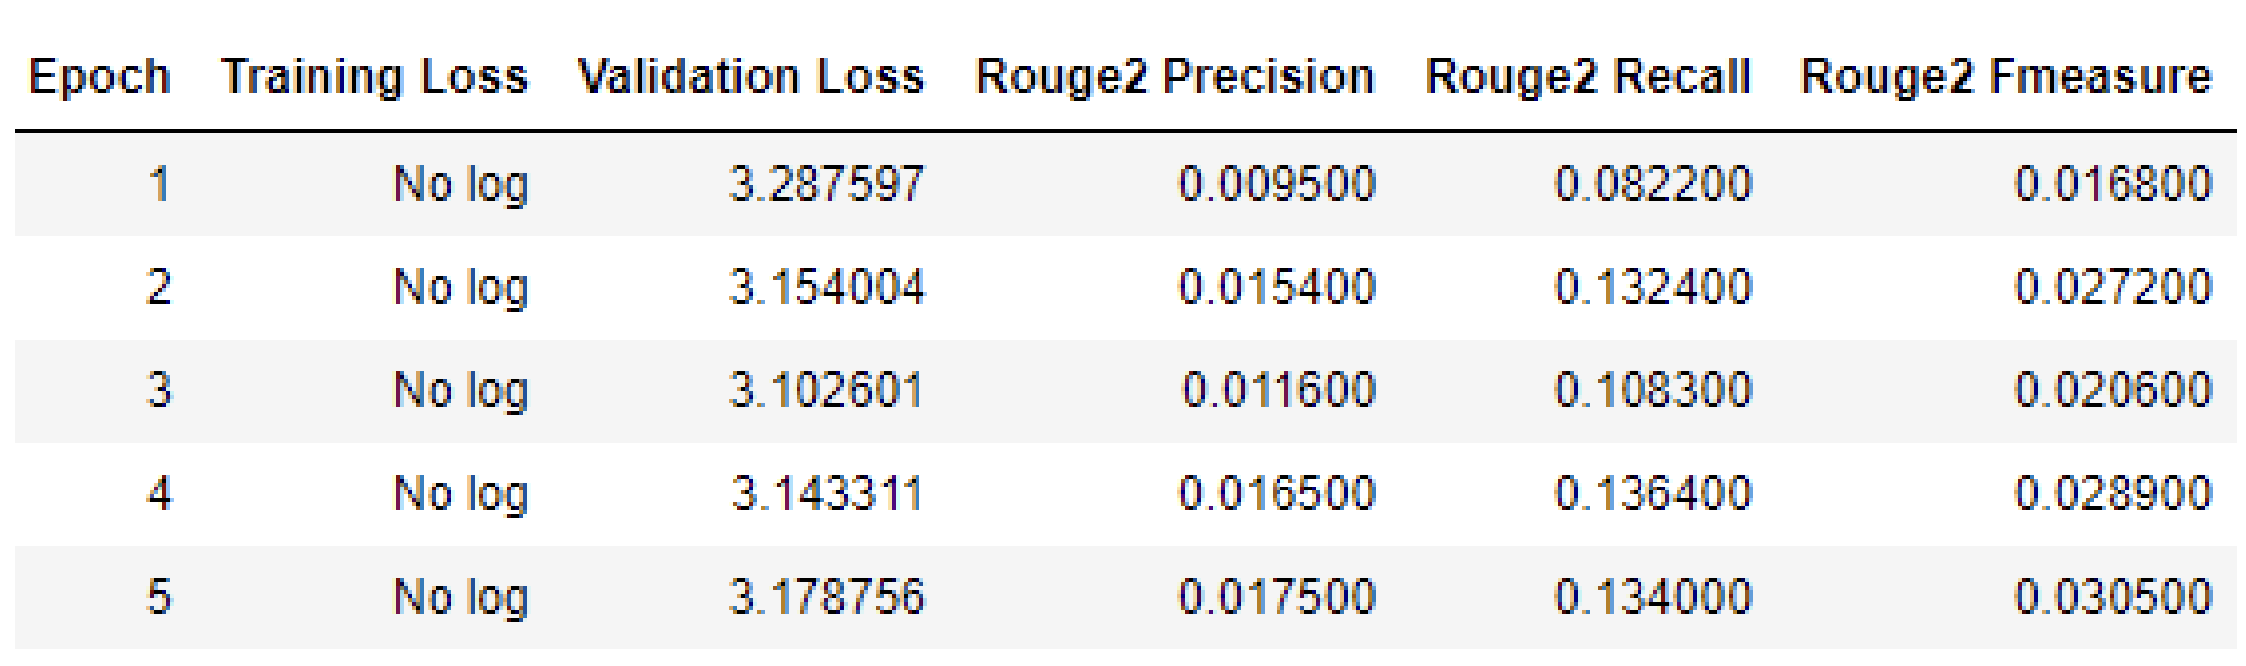 Epoch Training Loss Validation Loss Rouge2 Precision Rouge2 Recall Rouge2 Fmeasure
1 No log 3.287597 0.009500 0.082200 0.016800
2 No log 3.154004 0.015400 0.132400 0.027200
3 No log 3.102601 0.011600 0.108300 0.020600
4 No log 3.143311 0.016500 0.136400 0.028900
5 No log 3.178756 0.017500 0.134000 0.030500